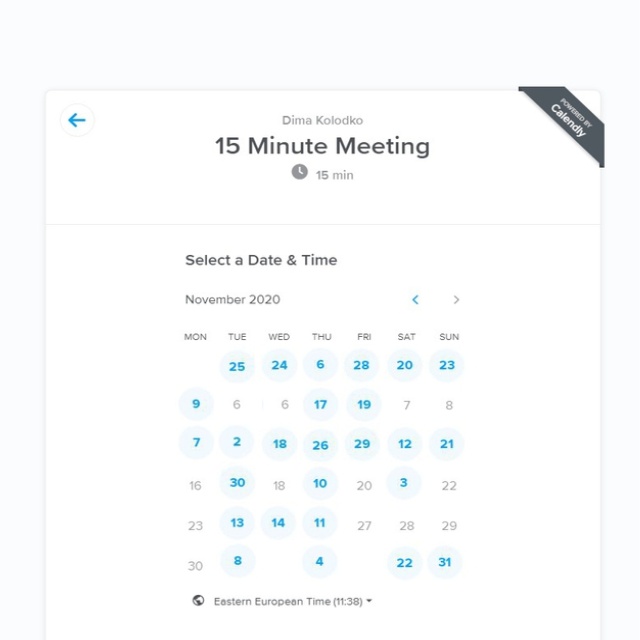 POWERED BY
Calendly
Dima Kolodko
15 Minute Meeting
15 min
Select a Date & Time
November 2020
MON TUE WED THU FRI SAT SUN
25 24 6 28 20 23
9 6 6 17 19 7 8
7 2 18 26 29 12 21
16 30 18 10 20 3 22
23 13 14 11 27 28 29
30 8 4 22 31
Eastern European Time (11:38)